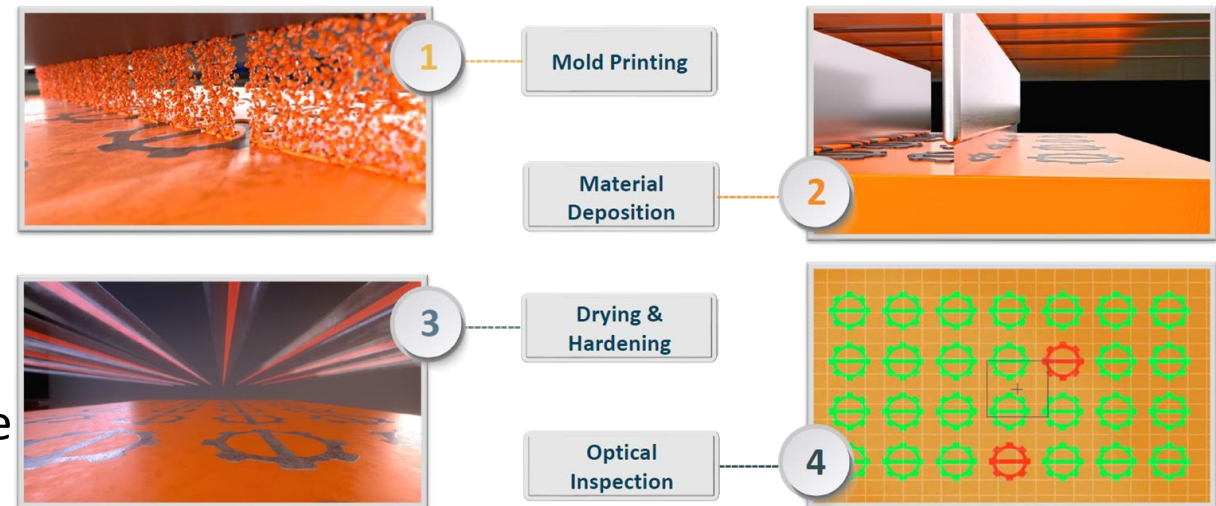 1
Mold Printing
Material
Deposition
2
3
Drying &
Hardening
e
Optical
Inspection
4